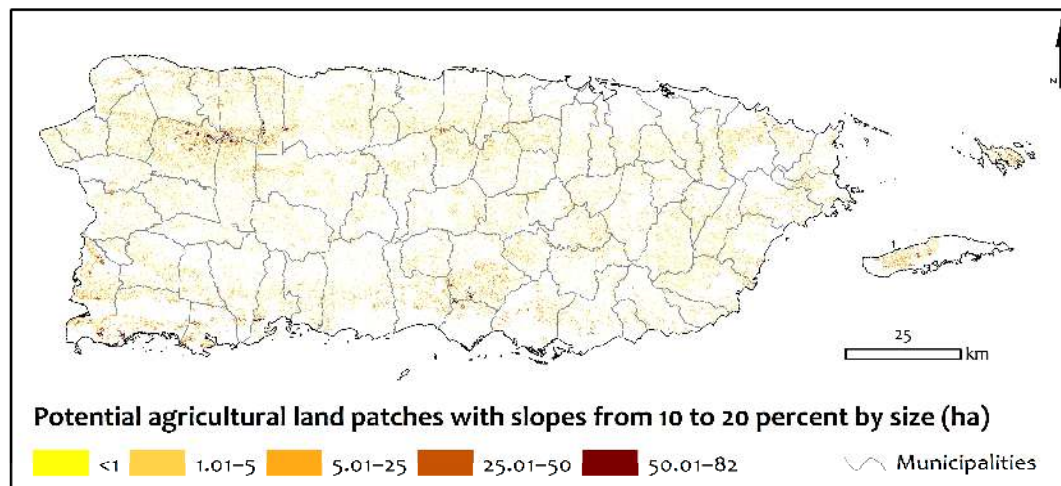 N
1
25
km
Potential agricultural land patches with slopes from 10 to 20 percent by size (ha)
<1 1.01–5 5.01–25 25.01–50 50.01–82 Municipalities